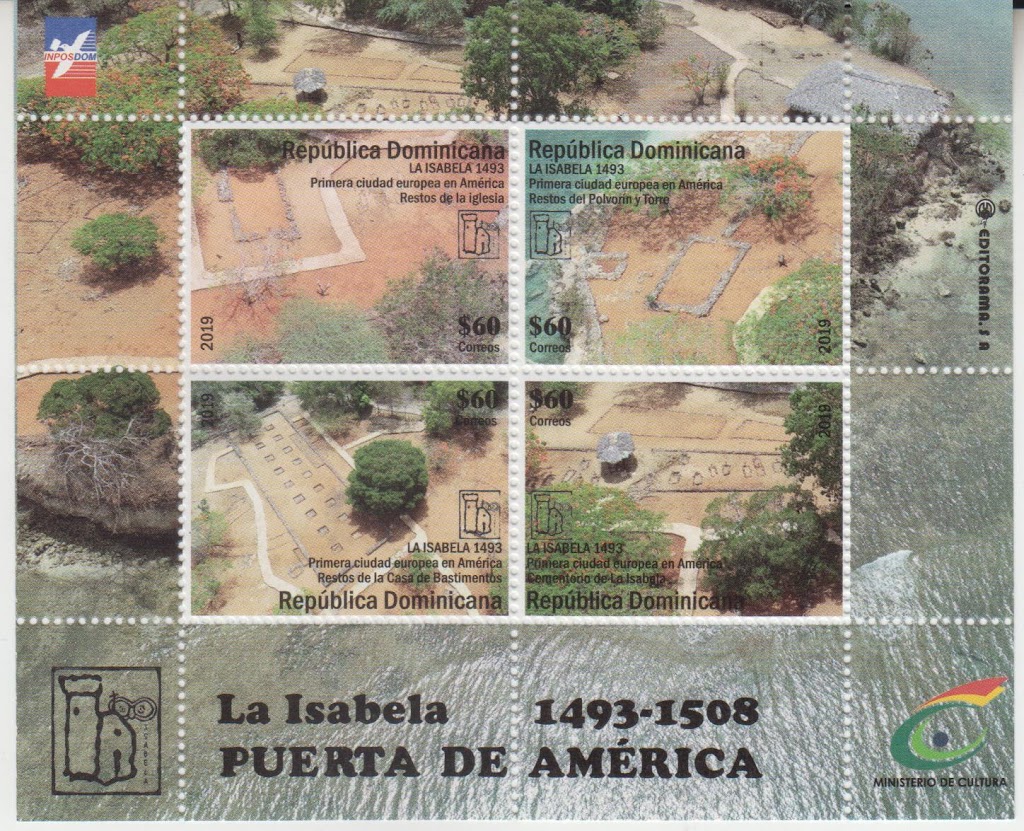 INPOSDOM
República Dominicana
LA ISABELA 1493
Primera ciudad europea en América
Restos de la iglesia
$60
Correos
2019
República Dominicana
LA ISABELA 1493
Primera ciudad europea en América
Restos del Polvorín y Torre
$60
Correos
2019
EDITORAMA, S A
2019
$60
Correos
LA ISABELA 1493
Primera ciudad europea en América
Restos de la Casa de Bastimentos
República Dominicana
$60
Correos
2019
LA ISABELA 1493
Primera ciudad europea en América
Cementerio de La Isabela
República Dominicana
La Isabela 1493-1508
PUERTA DE AMÉRICA
MINISTERIO DE CULTURA